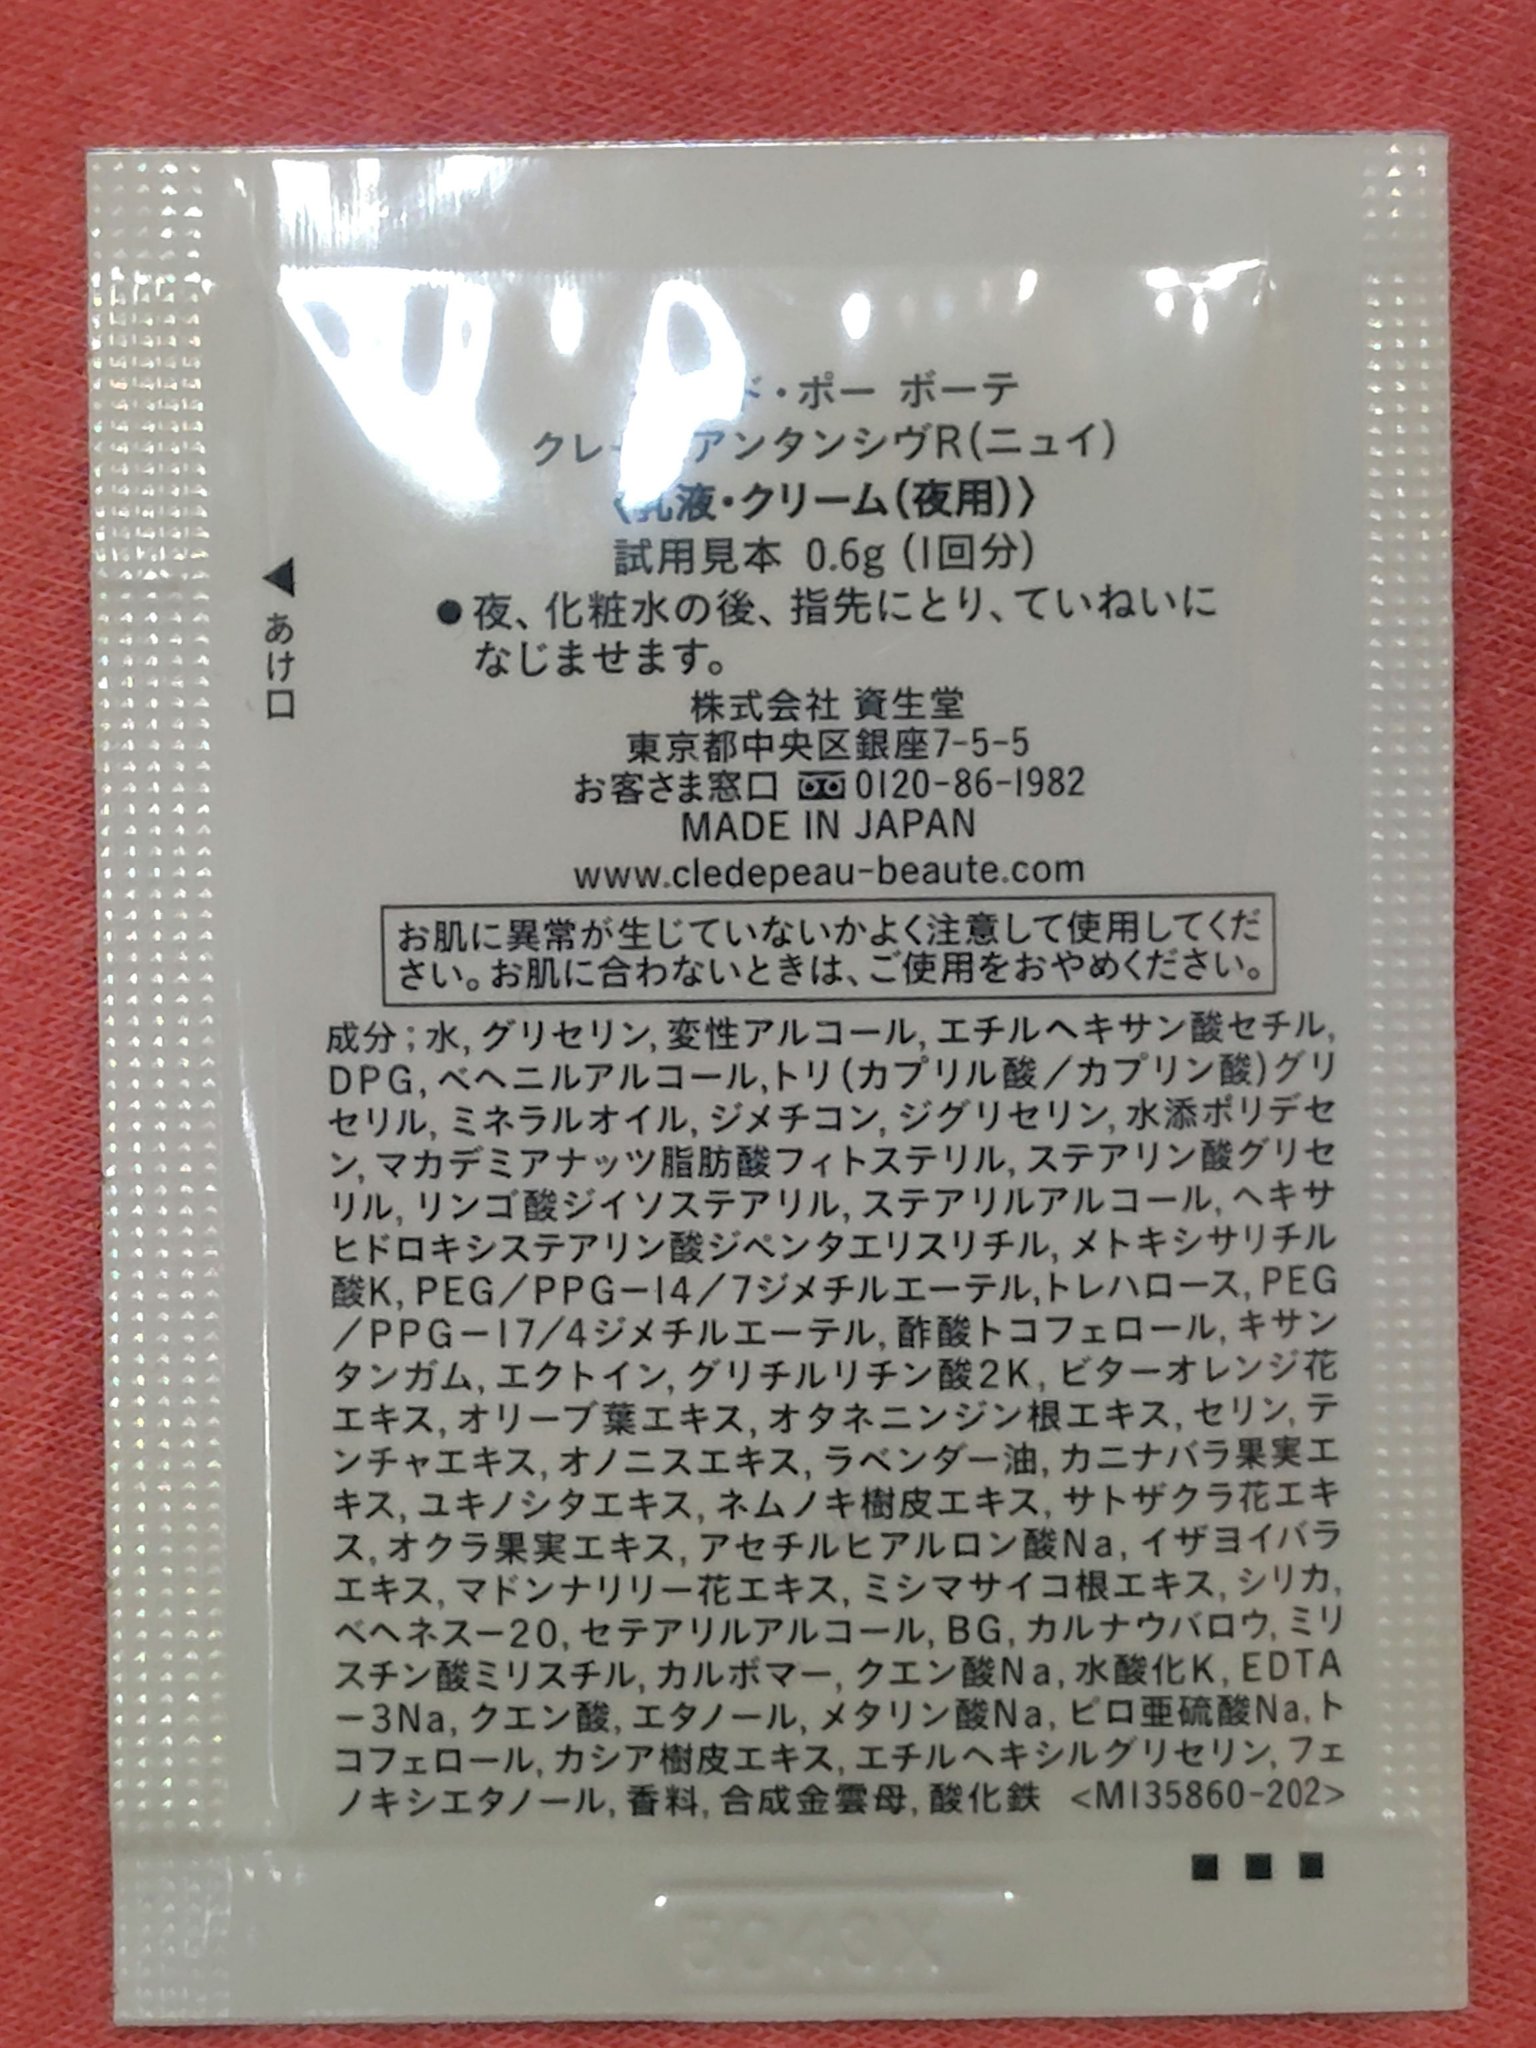 ド・ポー ボーテ
クレームアンタンシヴR(ニュイ)
〈乳液・クリーム(夜用)〉
試用見本 0.6g (1回分)
●夜、化粧水の後、指先にとり、ていねいに
なじませます。
◀あけ口
株式会社 資生堂
東京都中央区銀座7-5-5
お客さま窓口 0120-86-1982
MADE IN JAPAN
www.cledepeau-beaute.com
お肌に異常が生じていないかよく注意して使用してくだ
さい。お肌に合わないときは、ご使用をおやめください。
成分;水,グリセリン,変性アルコール,エチルヘキサン酸セチル,
DPG,ベヘニルアルコール,トリ(カプリル酸/カプリン酸)グリ
セリル,ミネラルオイル,ジメチコン,ジグリセリン,水添ポリデセ
ン,マカデミアナッツ脂肪酸フィトステリル,ステアリン酸グリセ
リル,リンゴ酸ジイソステアリル,ステアリルアルコール,ヘキサ
ヒドロキシステアリン酸ジペンタエリスリチル,メトキシサリチル
酸K,PEG/PPG-14/7ジメチルエーテル,トレハロース,PEG
/PPG-17/4ジメチルエーテル,酢酸トコフェロール,キサン
タンガム,エクトイン,グリチルリチン酸2K,ビターオレンジ花
エキス,オリーブ葉エキス,オタネニンジン根エキス,セリン,テ
ンチャエキス,オノニスエキス,ラベンダー油,カニナバラ果実エ
キス,ユキノシタエキス,ネムノキ樹皮エキス,サトザクラ花エキ
ス,オクラ果実エキス,アセチルヒアルロン酸Na,イザヨイバラ
エキス,マドンナリリー花エキス,ミシマサイコ根エキス,シリカ,
ベヘネス-20,セテアリルアルコール,BG,カルナウバロウ,ミリ
スチン酸ミリスチル,カルボマー,クエン酸Na,水酸化K,EDTA
-3Na,クエン酸,エタノール,メタリン酸Na,ピロ亜硫酸Na,ト
コフェロール,カシア樹皮エキス,エチルヘキシルグリセリン,フェ
ノキシエタノール,香料,合成金雲母,酸化鉄 <MI35860-202>